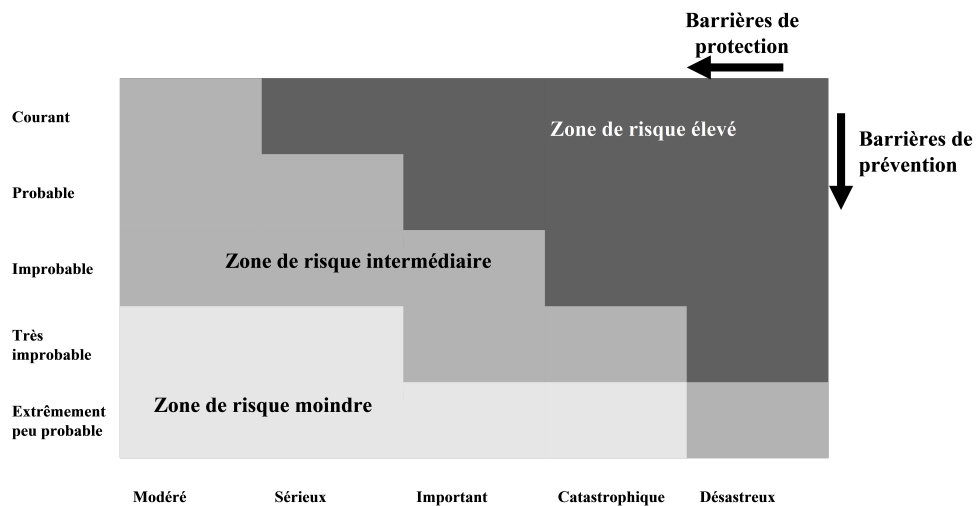 Barrières de
protection
Courant
Zone de risque élevé
Barrières de
prévention
Probable
Improbable
Zone de risque intermédiaire
Très
improbable
Zone de risque moindre
Extrêmement
peu probable
Modéré
Sérieux
Important
Catastrophique
Désastreux